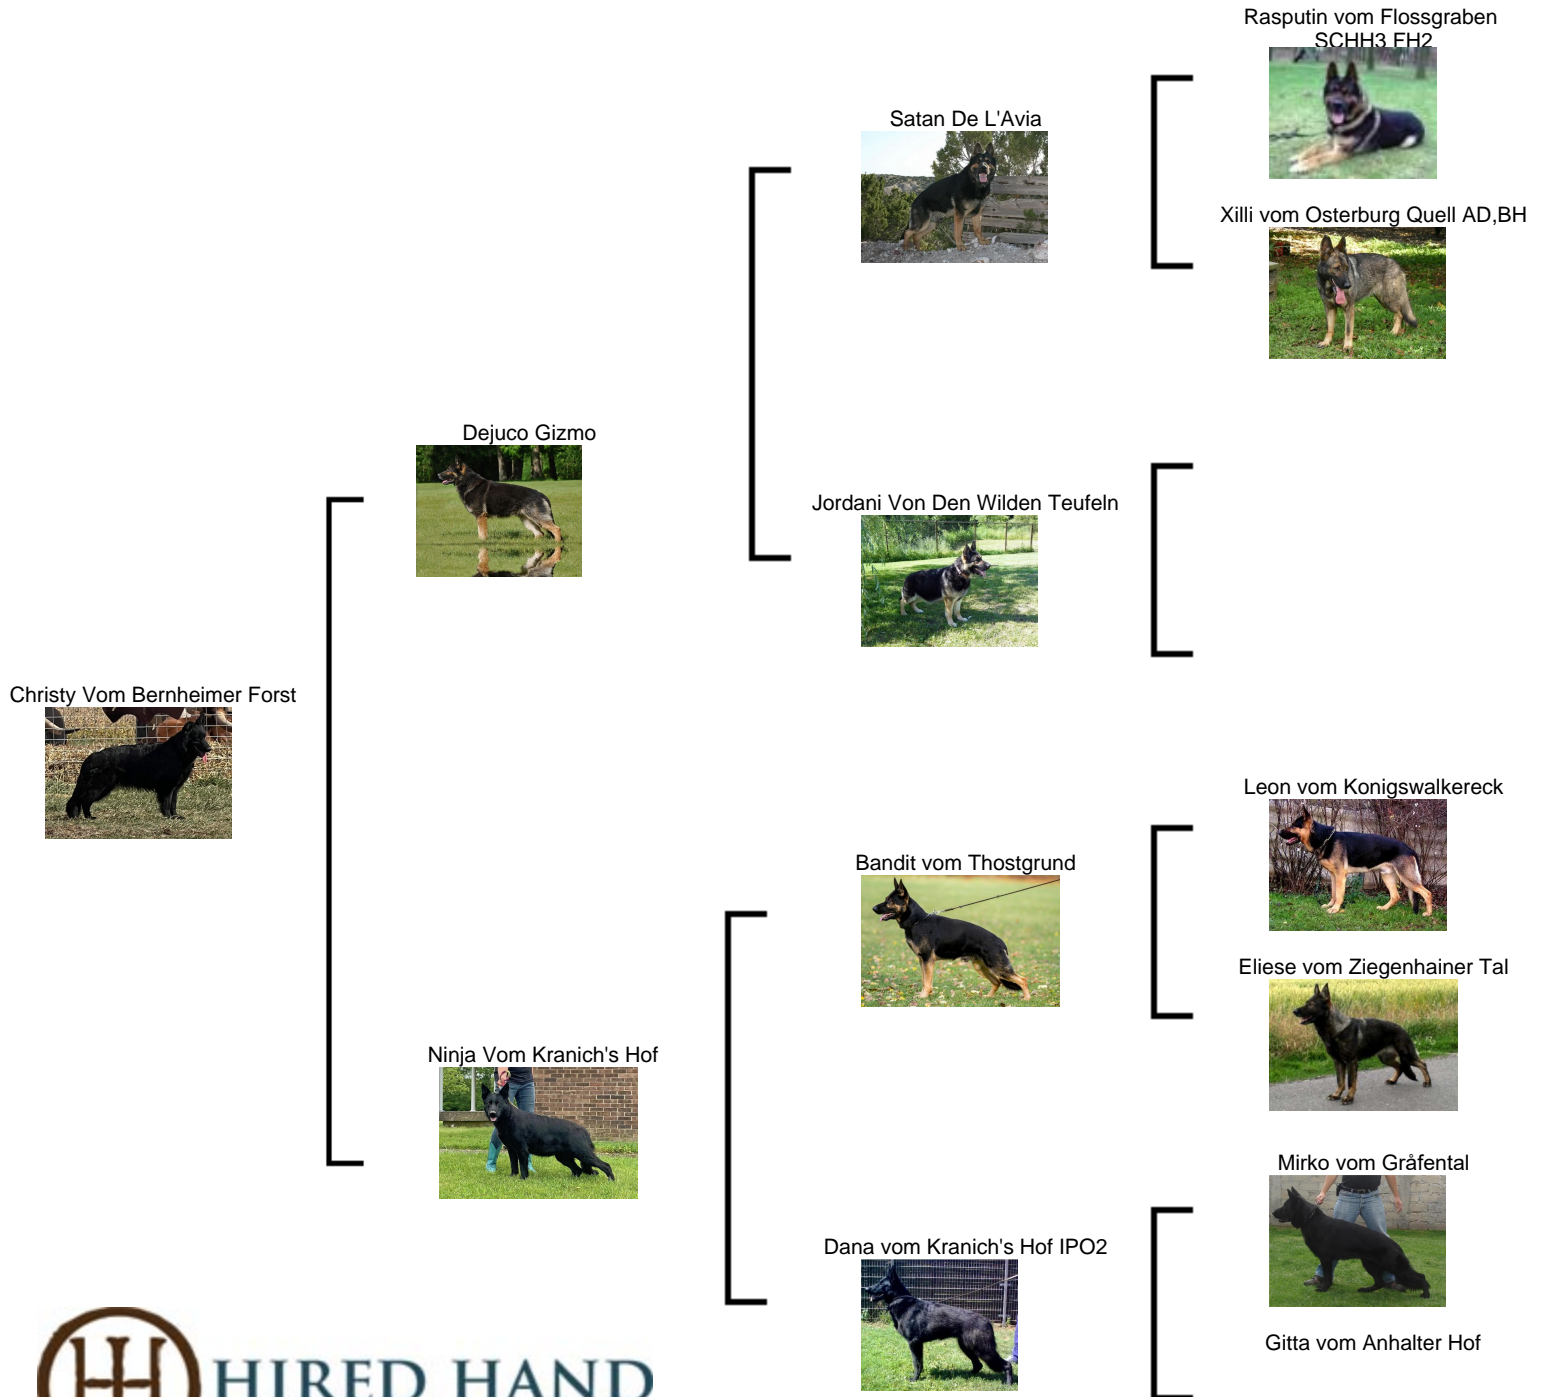 Rasputin vom Flossgraben
SCHH3 FH2
Satan De L'Avia
Xilli vom Osterburg Quell AD,BH
Dejuco Gizmo
Jordani Von Den Wilden Teufeln
Christy Vom Bernheimer Forst
Leon vom Konigswalkereck
Bandit vom Thostgrund
Eliese vom Ziegenhainer Tal
Ninja Vom Kranich's Hof
Mirko vom Gråfental
Dana vom Kranich's Hof IPO2
Gitta vom Anhalter Hof
HIRED HAND